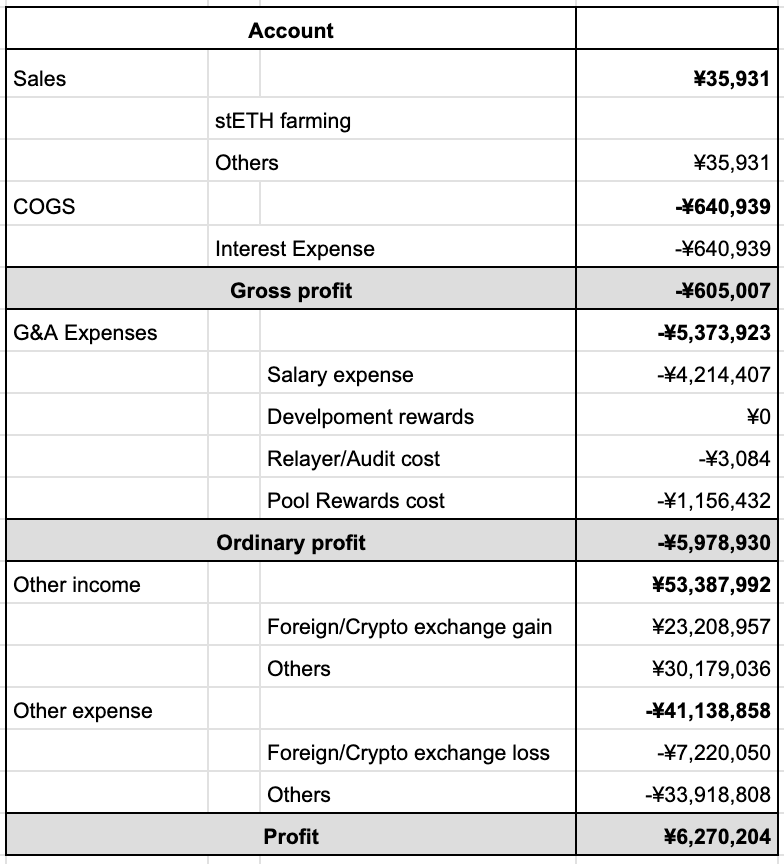 Account
Sales ¥35,931
stETH farming
Others ¥35,931
COGS -¥640,939
Interest Expense -¥640,939
Gross profit -¥605,007
G&A Expenses -¥5,373,923
Salary expense -¥4,214,407
Develpoment rewards ¥0
Relayer/Audit cost -¥3,084
Pool Rewards cost -¥1,156,432
Ordinary profit -¥5,978,930
Other income ¥53,387,992
Foreign/Crypto exchange gain ¥23,208,957
Others ¥30,179,036
Other expense -¥41,138,858
Foreign/Crypto exchange loss -¥7,220,050
Others -¥33,918,808
Profit ¥6,270,204